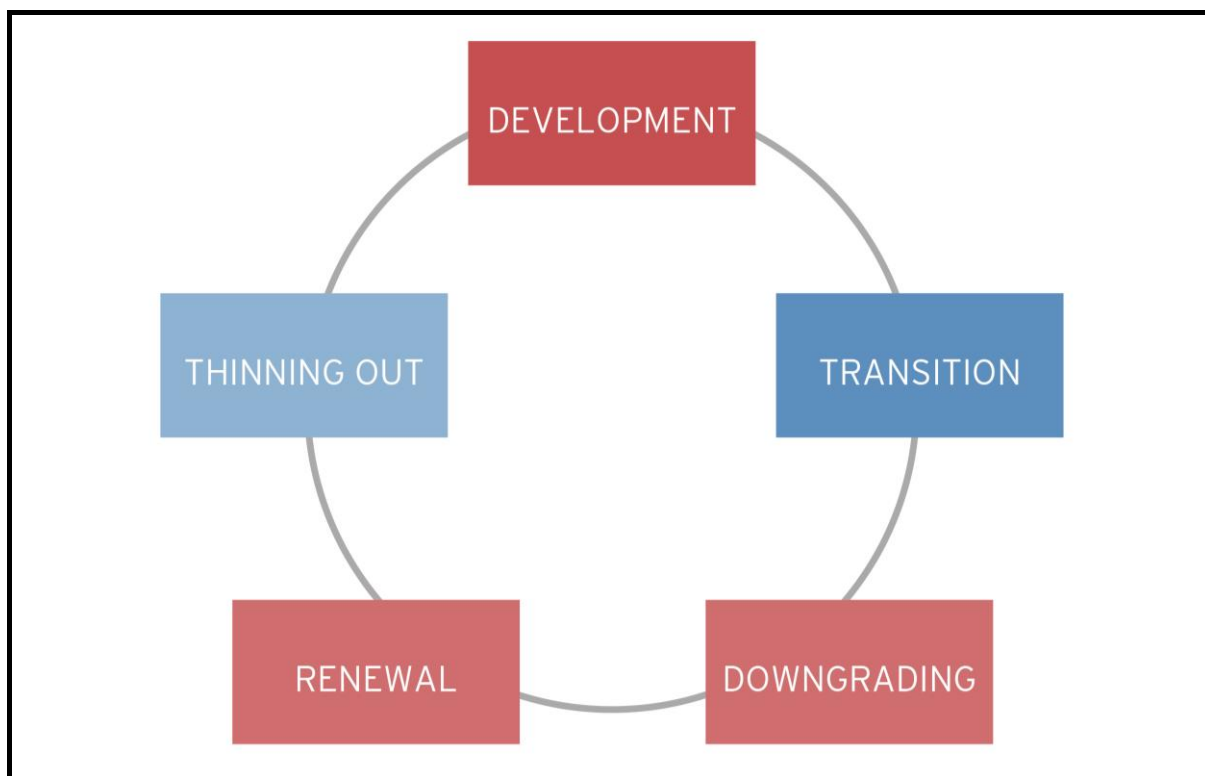 DEVELOPMENT
THINNING OUT
TRANSITION
RENEWAL
DOWNGRADING